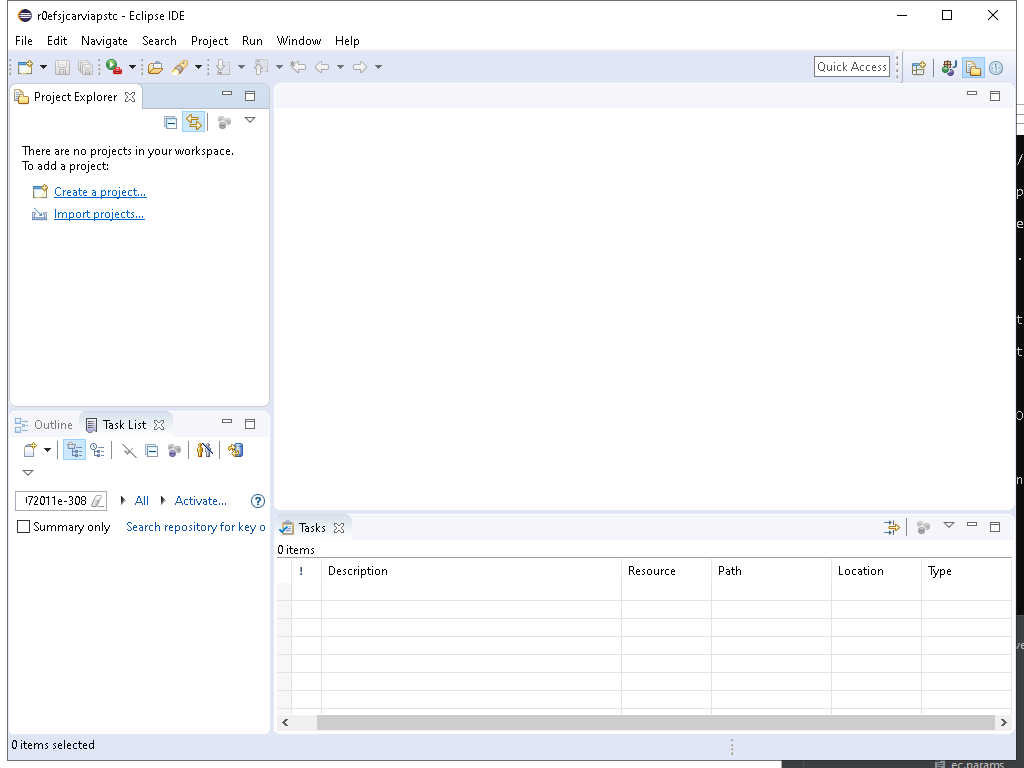 r0efsjcarviapstc - Eclipse IDE
File Edit Navigate Search Project Run Window Help
Quick Access
Project Explorer
There are no projects in your workspace.
To add a project:
Create a project...
Import projects...
Outline Task List
72011e-308 All Activate...
Summary only Search repository for key o
Tasks
0 items
! Description Resource Path Location Type
0 items selected
ec.params